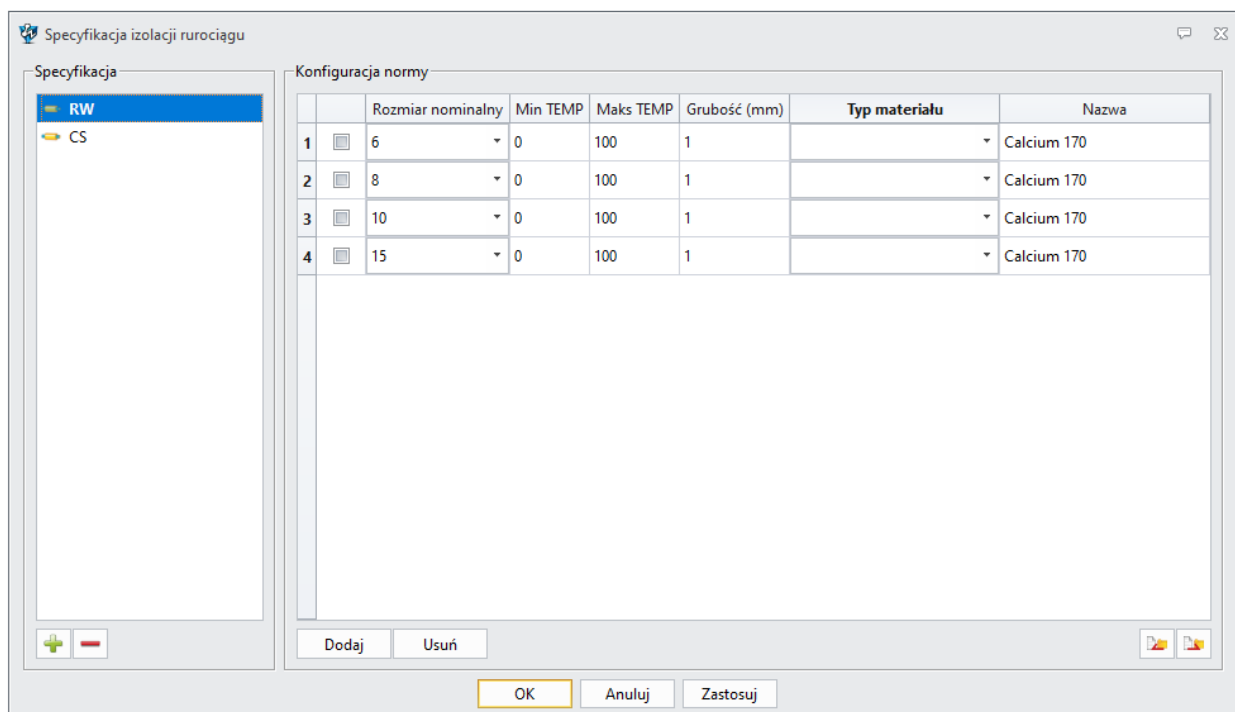 Specyfikacja izolacji rurociągu
Specyfikacja
RW
CS
Konfiguracja normy
Rozmiar nominalny Min TEMP Maks TEMP Grubość (mm) Typ materiału Nazwa
1 6 0 100 1 Calcium 170
2 8 0 100 1 Calcium 170
3 10 0 100 1 Calcium 170
4 15 0 100 1 Calcium 170
Dodaj Usuń
OK Anuluj Zastosuj